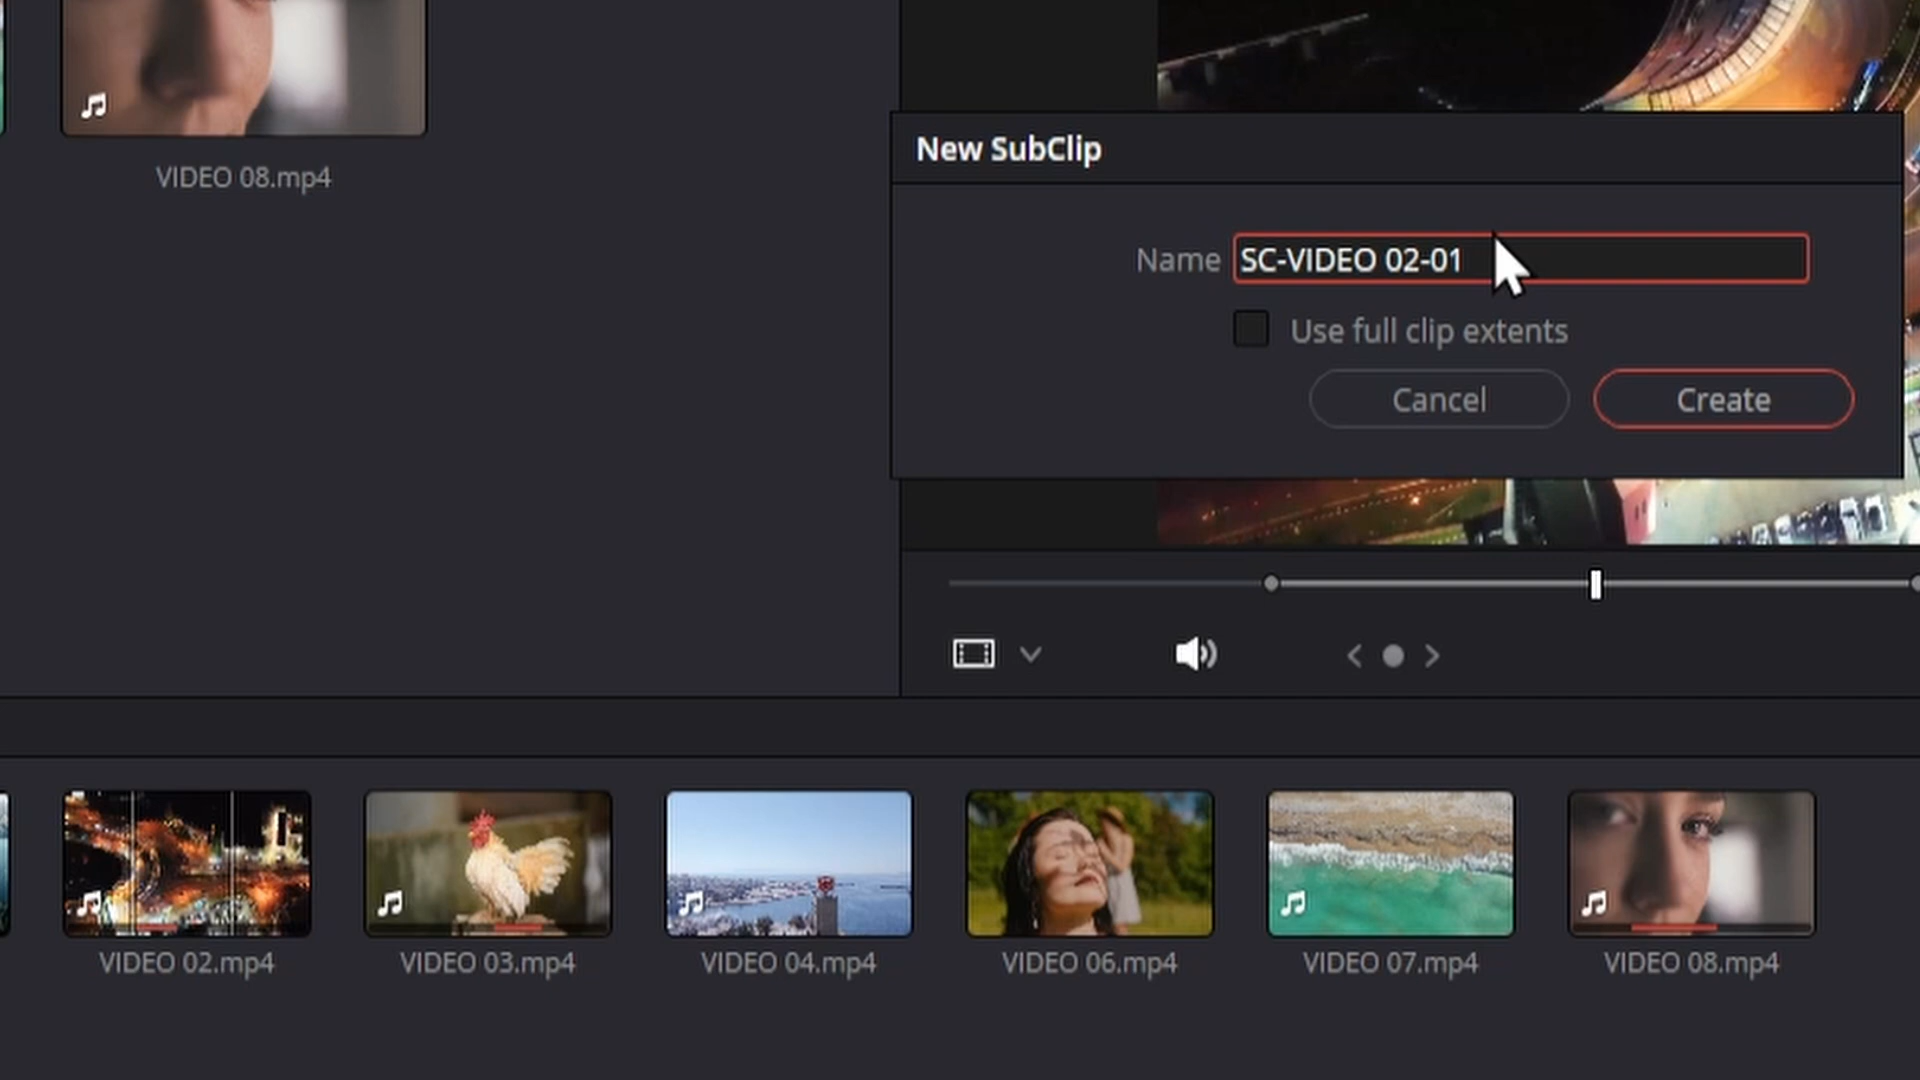 VIDEO 08.mp4
New SubClip
Name SC-VIDEO 02-01
Use full clip extents
Cancel Create
VIDEO 02.mp4 VIDEO 03.mp4 VIDEO 04.mp4 VIDEO 06.mp4 VIDEO 07.mp4 VIDEO 08.mp4